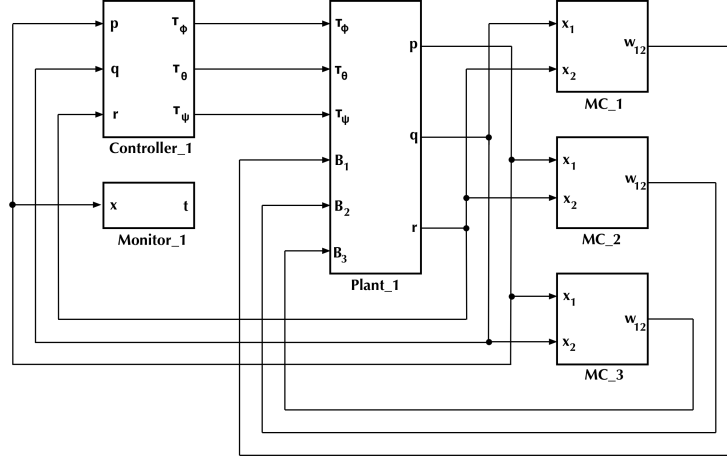 p τϕ
q τθ
r τψ
Controller_1
x t
Monitor_1
τϕ p
τθ
τψ q
B1
B2 r
B3
Plant_1
x1 w12
x2
MC_1
x1 w12
x2
MC_2
x1 w12
x2
MC_3